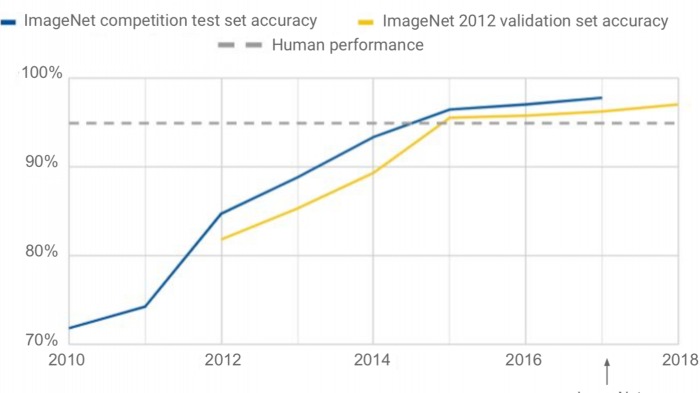 ImageNet competition test set accuracy ImageNet 2012 validation set accuracy
Human performance
100%
90%
80%
70%
2010 2012 2014 2016 2018